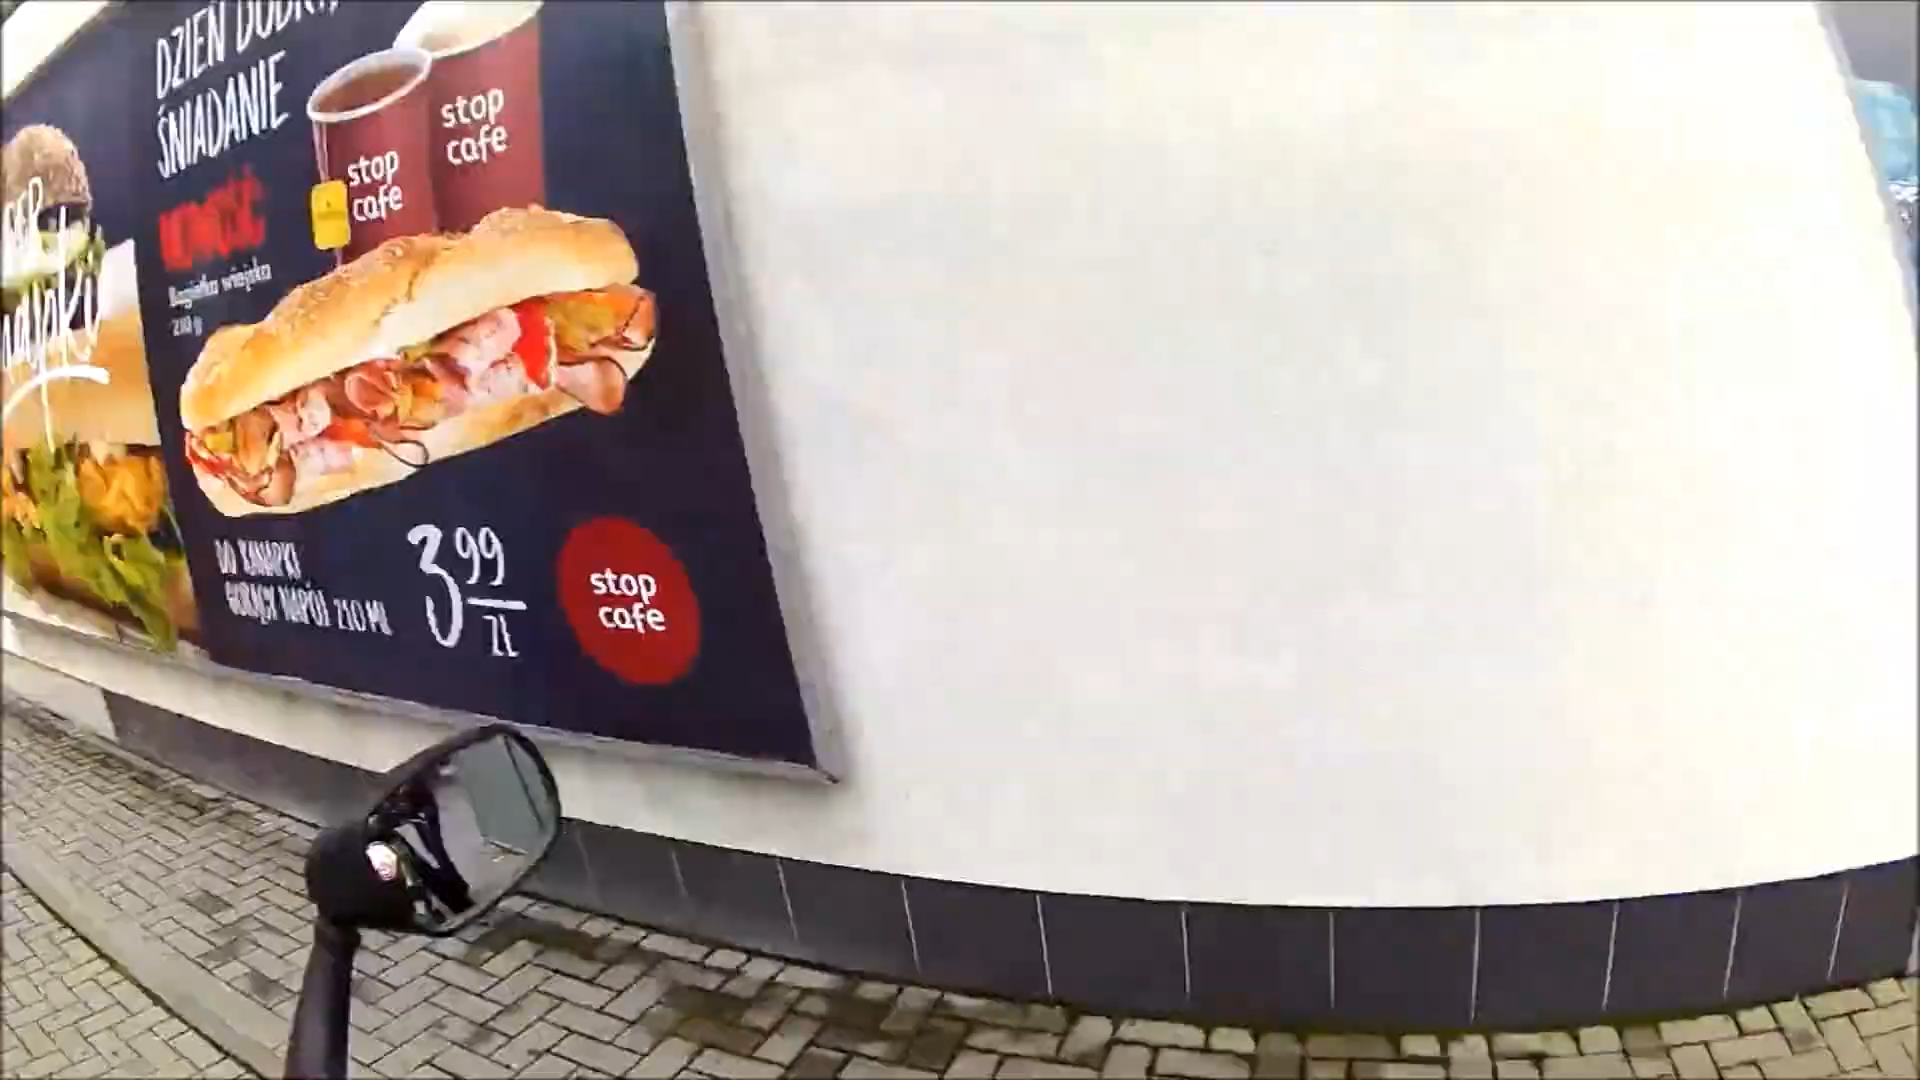 DZIEŃ DOBRY,
ŚNIADANIE
NOWOŚĆ
Bagietka wiejska
210 g
stop
cafe
stop
cafe
DO KANAPKI
GORĄCY NAPÓJ 210 ML
3 99
ZŁ
stop
cafe